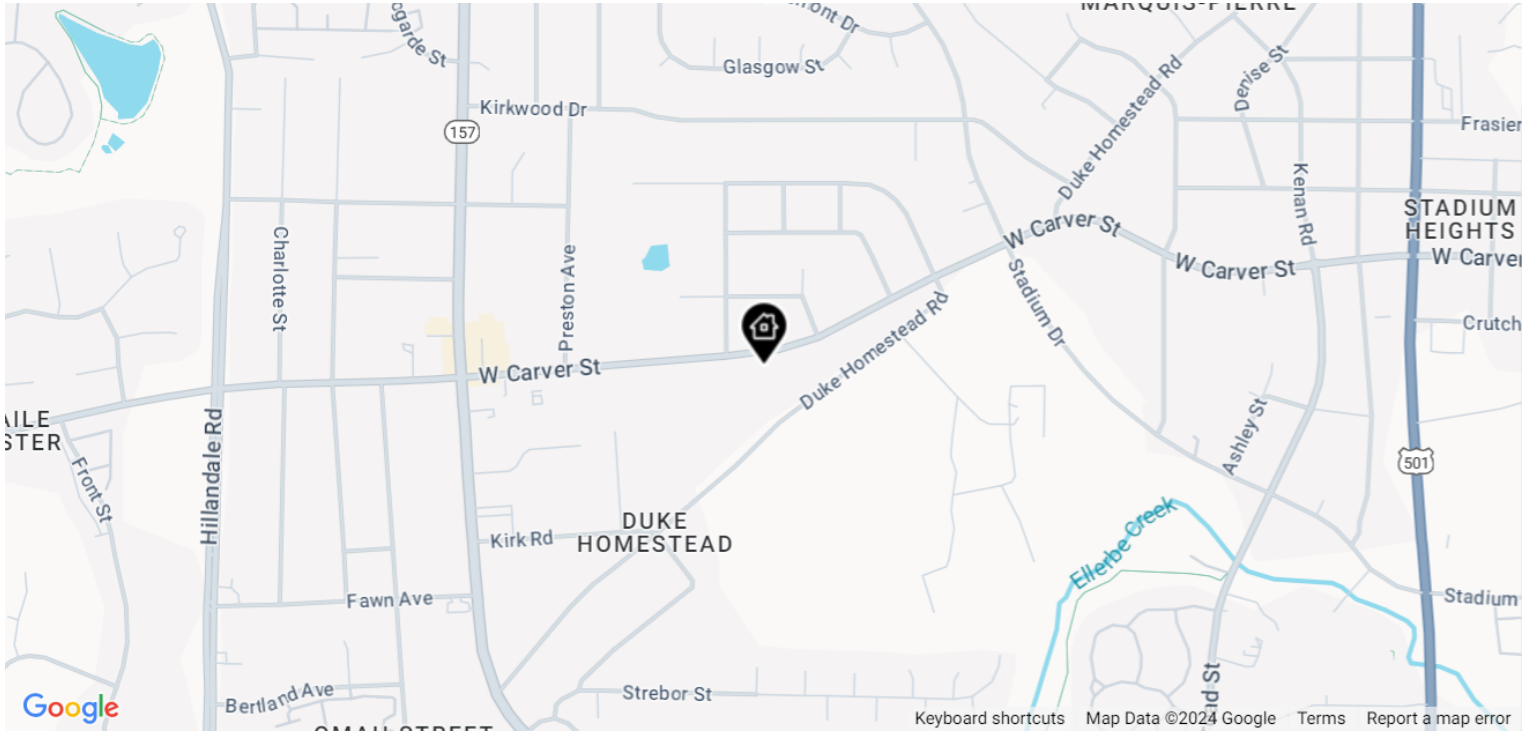 MARQUIS-PIERRE
Glasgow St
Denise St
Kirkwood Dr
157
Duke Homestead Rd
Frasier
Kenan Rd
STADIUM
HEIGHTS
W Carver St
Charlotte St
Preston Ave
W Carver St
W Carver
Stadium Dr
Duke Homestead Rd
Crutch
W Carver St
Hillandale Rd
Front St
Ashley St
501
DUKE
HOMESTEAD
Kirk Rd
Ellerbe Creek
Fawn Ave
Stadium
Bertland Ave
Strebor St
Google
Keyboard shortcuts
Map Data ©2024 Google
Terms
Report a map error